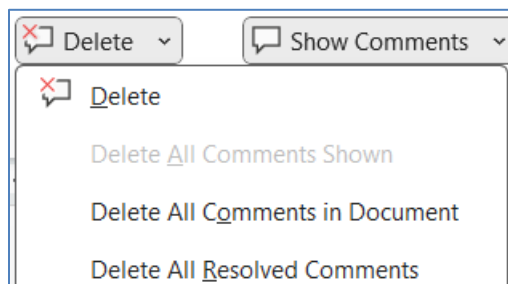 Delete Show Comments
Delete
Delete All Comments Shown
Delete All Comments in Document
Delete All Resolved Comments